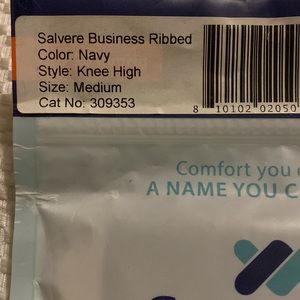 Salvere Business Ribbed
Color: Navy
Style: Knee High
Size: Medium
Cat No: 309353
8 10102 02050
Comfort you
A NAME YOU